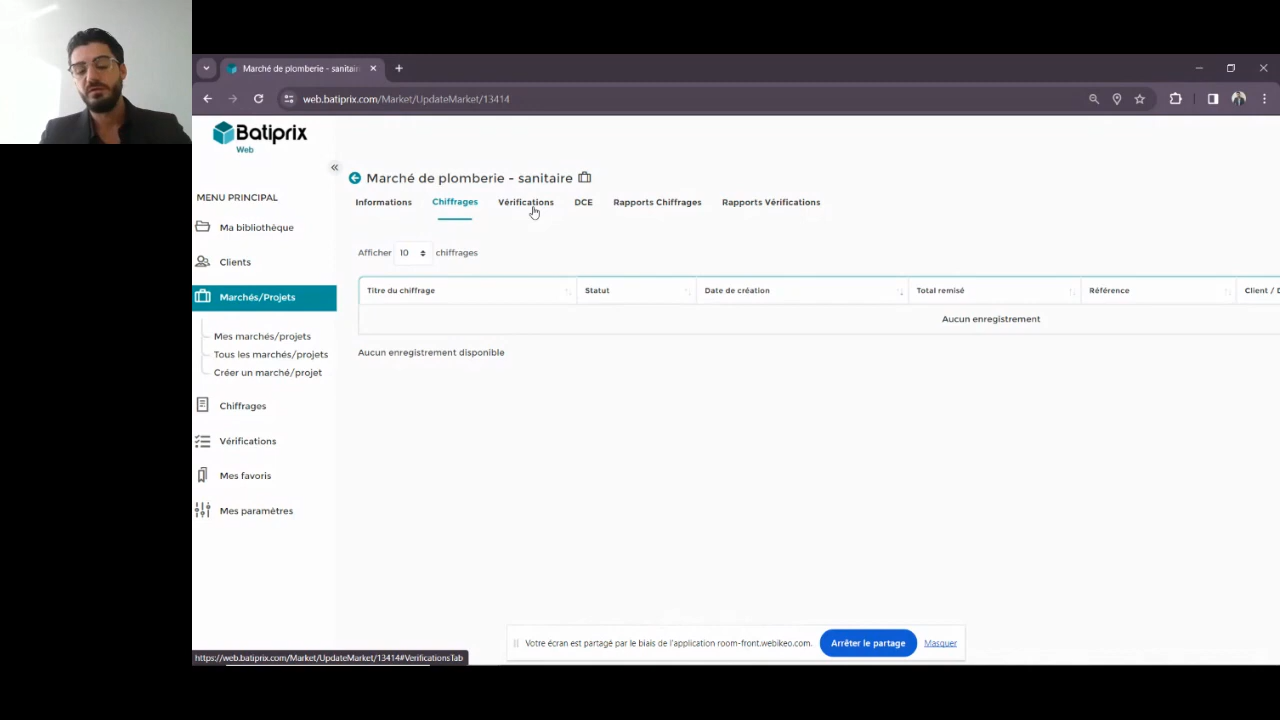 Marché de plomberie - sanitair
web.batiprix.com/Market/UpdateMarket/13414
Batiprix
Web
«
MENU PRINCIPAL
Ma bibliothèque
Clients
Marchés/Projets
Mes marchés/projets
Tous les marchés/projets
Créer un marché/projet
Chiffrages
Vérifications
Mes favoris
Mes paramètres
Marché de plomberie - sanitaire
Informations Chiffrages Vérifications DCE Rapports Chiffrages Rapports Vérifications
Afficher 10 chiffrages
Titre du chiffrage Statut Date de création Total remisé Référence Client / D
Aucun enregistrement
Aucun enregistrement disponible
Votre écran est partagé par le biais de l'application room-front.webikeo.com. Arrêter le partage Masquer
https://web.batiprix.com/Market/UpdateMarket/13414#VerificationsTab